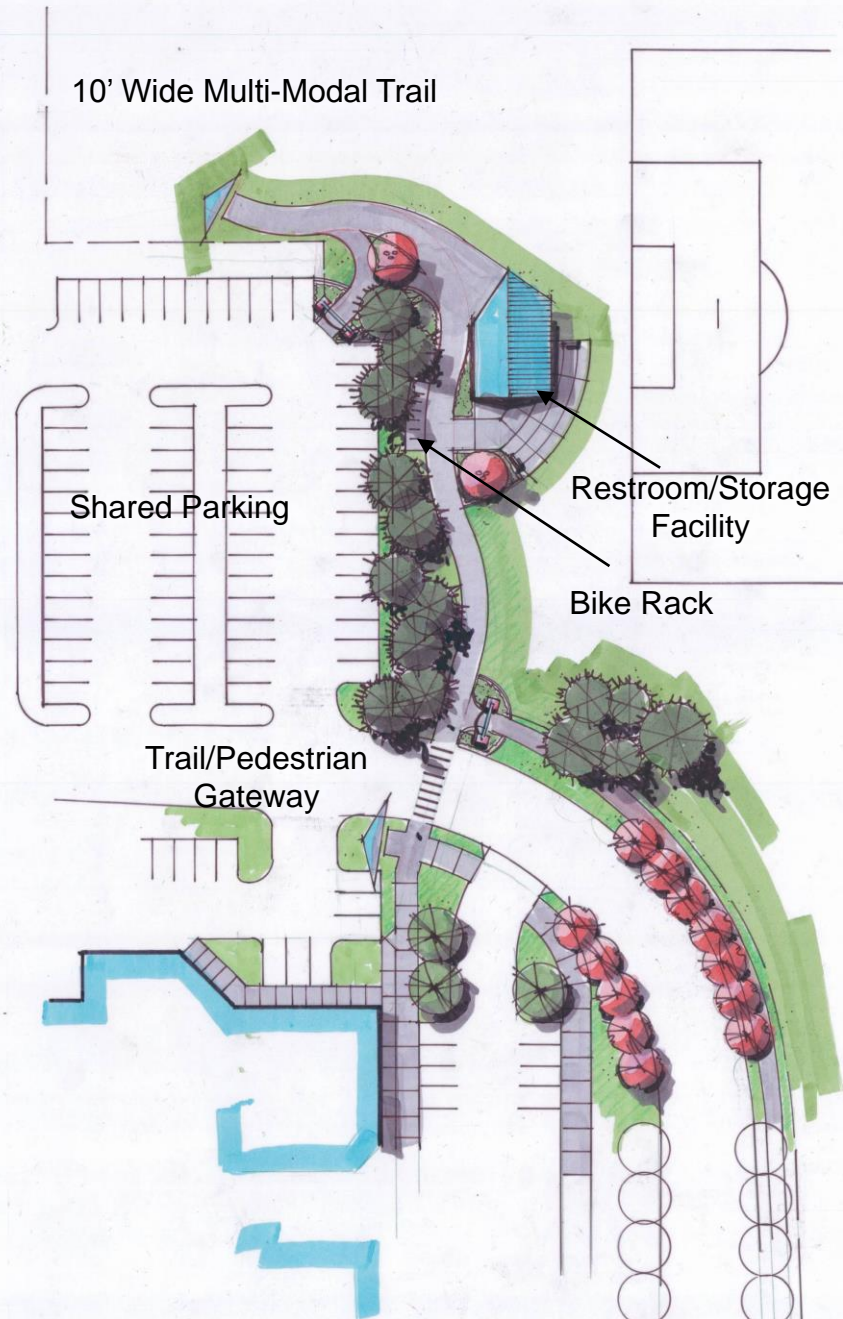 10’ Wide Multi-Modal Trail
Shared Parking
Restroom/Storage
Facility
Bike Rack
Trail/Pedestrian
Gateway